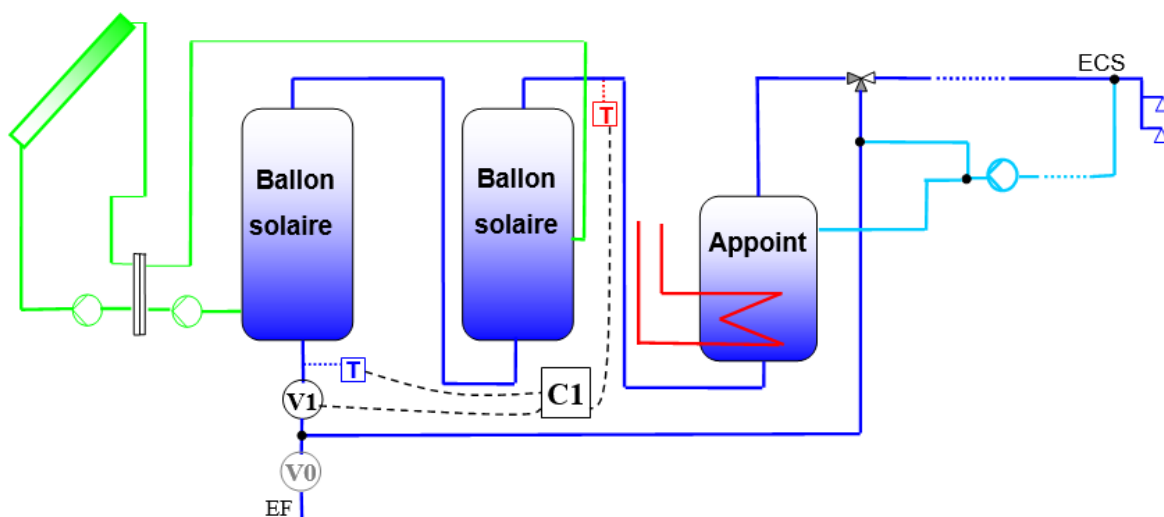 ECS
T
Ballon
solaire
Ballon
solaire
Appoint
T
C1
V1
V0
EF